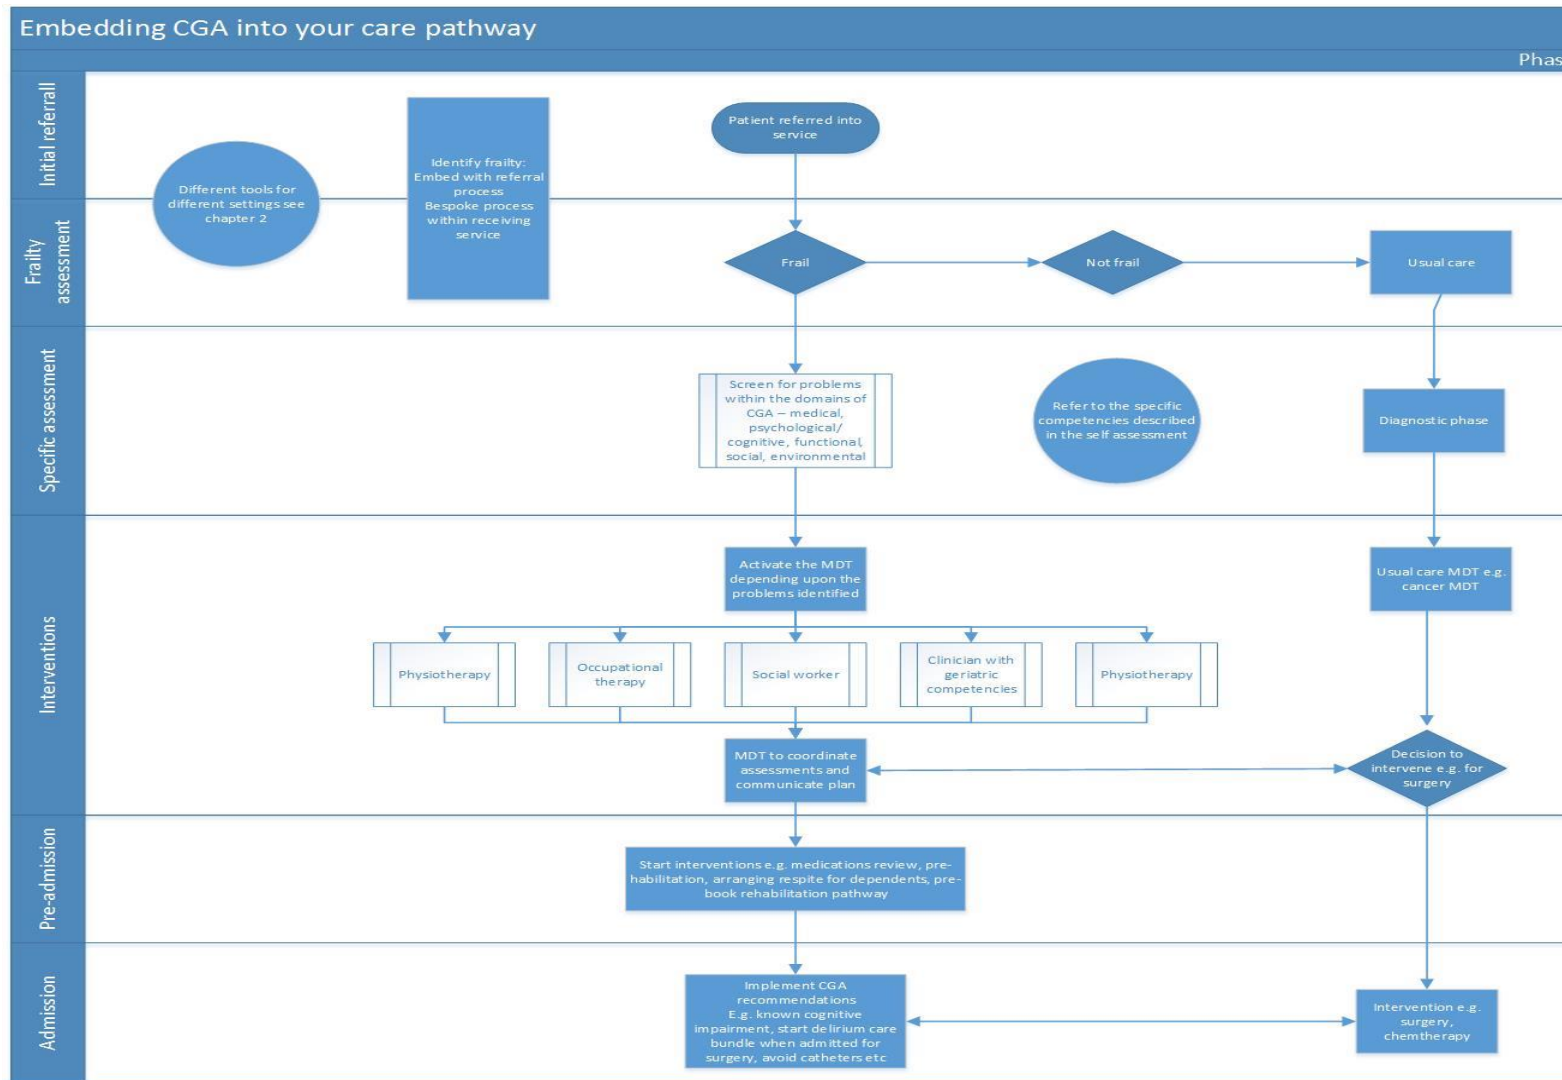 Embedding CGA into your care pathway
Phas
Initial referrall
Patient referred into
service
Identify frailty:
Embed with referral
process
Bespoke process
within receiving
service
Different tools for
different settings see
chapter 2
Frailty
assessment
Frail
Not frail
Usual care
Specific assessment
Screen for problems
within the domains of
CGA – medical,
psychological/
cognitive, functional,
social, environmental
Refer to the specific
competencies described
in the self assessment
Diagnostic phase
Interventions
Activate the MDT
depending upon the
problems identified
Usual care MDT e.g.
cancer MDT
Physiotherapy
Occupational
therapy
Social worker
Clinician with
geriatric
competencies
Physiotherapy
MDT to coordinate
assessments and
communicate plan
Decision to
intervene e.g. for
surgery
Pre-admission
Start interventions e.g. medications review, pre-
habilitation, arranging respite for dependents, pre-
book rehabilitation pathway
Admission
Implement CGA
recommendations
E.g. known cognitive
impairment, start delirium care
bundle when admitted for
surgery, avoid catheters etc
Intervention e.g.
surgery,
chemtherapy